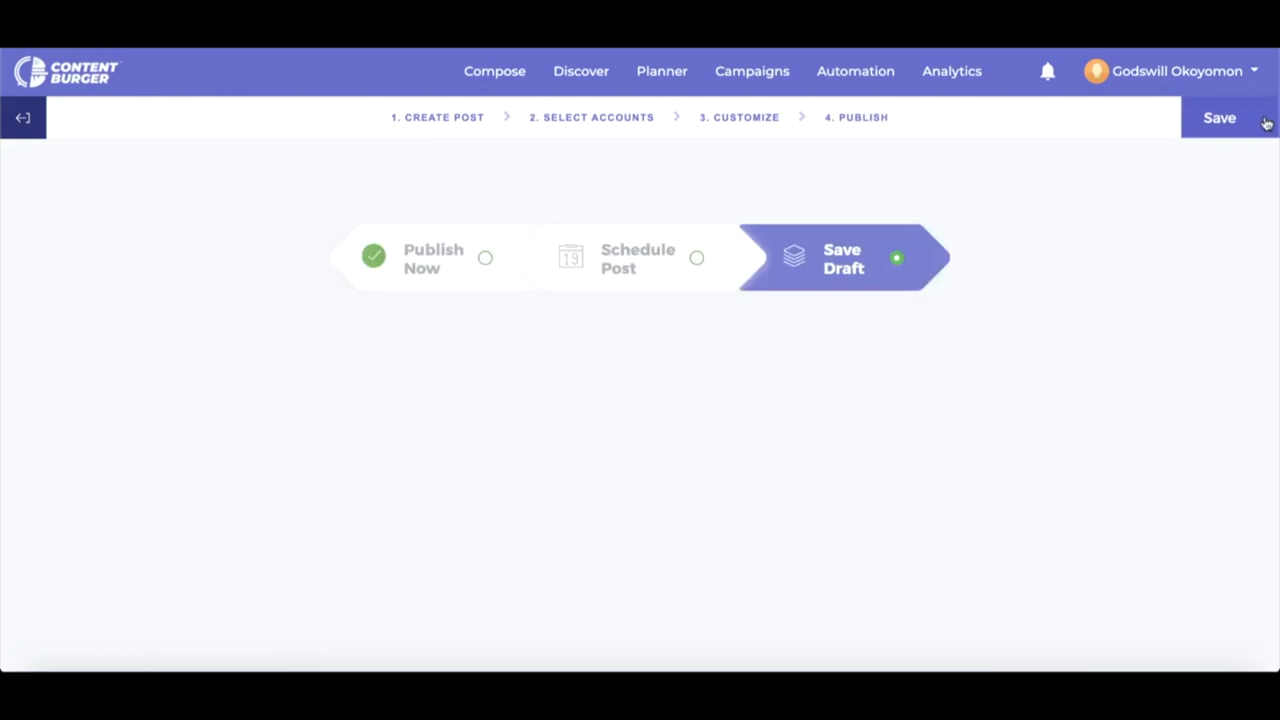 CONTENT
BURGER
Compose
Discover
Planner
Campaigns
Automation
Analytics
Godswill Okoyomon
1. CREATE POST
2. SELECT ACCOUNTS
3. CUSTOMIZE
4. PUBLISH
Save
Publish
Now
19
Schedule
Post
Save
Draft